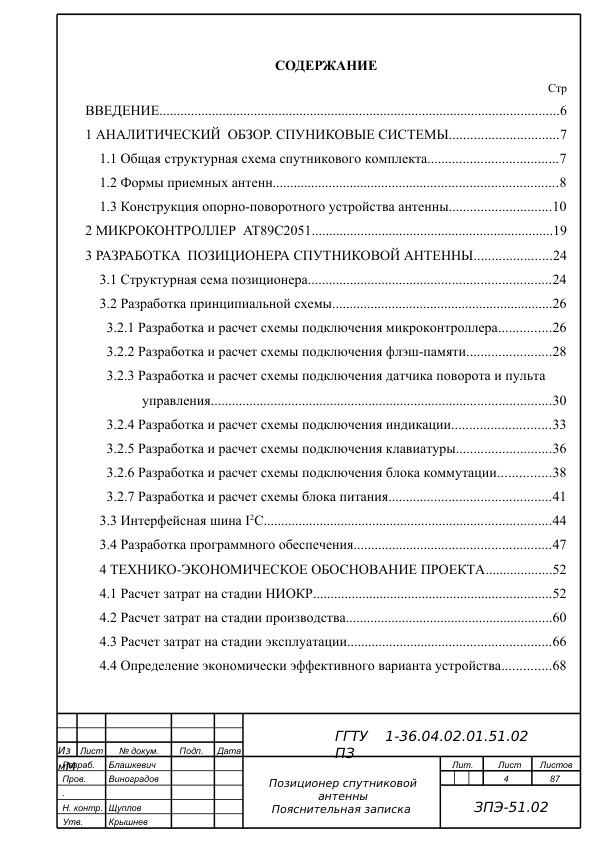 СОДЕРЖАНИЕ
Стр
ВВЕДЕНИЕ...6
1 АНАЛИТИЧЕСКИЙ ОБЗОР. СПУНИКОВЫЕ СИСТЕМЫ...7
1.1 Общая структурная схема спутникового комплекта...7
1.2 Формы приемных антенн...8
1.3 Конструкция опорно-поворотного устройства антенны...10
2 МИКРОКОНТРОЛЛЕР AT89C2051...19
3 РАЗРАБОТКА ПОЗИЦИОНЕРА СПУТНИКОВОЙ АНТЕННЫ...24
3.1 Структурная сема позиционера...24
3.2 Разработка принципиальной схемы...26
3.2.1 Разработка и расчет схемы подключения микроконтроллера...26
3.2.2 Разработка и расчет схемы подключения флэш-памяти...28
3.2.3 Разработка и расчет схемы подключения датчика поворота и пульта
управления...30
3.2.4 Разработка и расчет схемы подключения индикации...33
3.2.5 Разработка и расчет схемы подключения клавиатуры...36
3.2.6 Разработка и расчет схемы подключения блока коммутации...38
3.2.7 Разработка и расчет схемы блока питания...41
3.3 Интерфейсная шина I²C...44
3.4 Разработка программного обеспечения...47
4 ТЕХНИКО-ЭКОНОМИЧЕСКОЕ ОБОСНОВАНИЕ ПРОЕКТА...52
4.1 Расчет затрат на стадии НИОКР...52
4.2 Расчет затрат на стадии производства...60
4.3 Расчет затрат на стадии эксплуатации...66
4.4 Определение экономически эффективного варианта устройства...68
ГГТУ 1-36.04.02.01.51.02
ПЗ
Из Лист № докум. Подп. Дата
Разраб. Блашкевич
Пров. Виноградов
.
Н. контр. Щуплов
Утв. Крышнев
Позиционер спутниковой
антенны
Пояснительная записка
Лит. Лист Листов
4 87
ЗПЭ-51.02